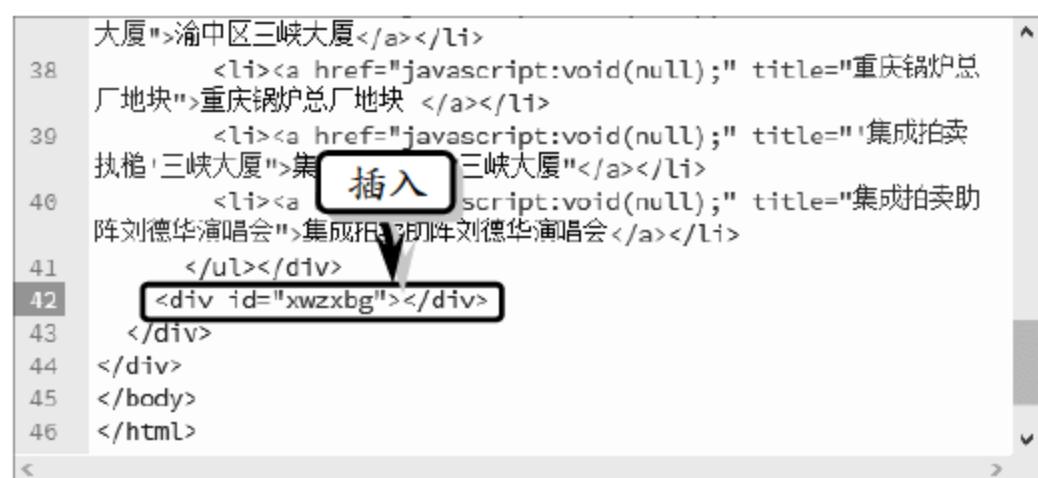 大厦">渝中区三峡大厦</a></li>
38 <li><a href="javascript:void(null);" title="重庆锅炉总
厂地块">重庆锅炉总厂地块 </a></li>
39 <li><a href="javascript:void(null);" title="'集成拍卖
执槌'三峡大厦">集 三峡大厦"</a></li>
插入
40 <li><a javascript:void(null);" title="集成拍卖助
阵刘德华演唱会">集成拍卖助阵刘德华演唱会</a></li>
41 </ul></div>
42 <div id="xwzxbg"></div>
43 </div>
44 </div>
45 </body>
46 </html>